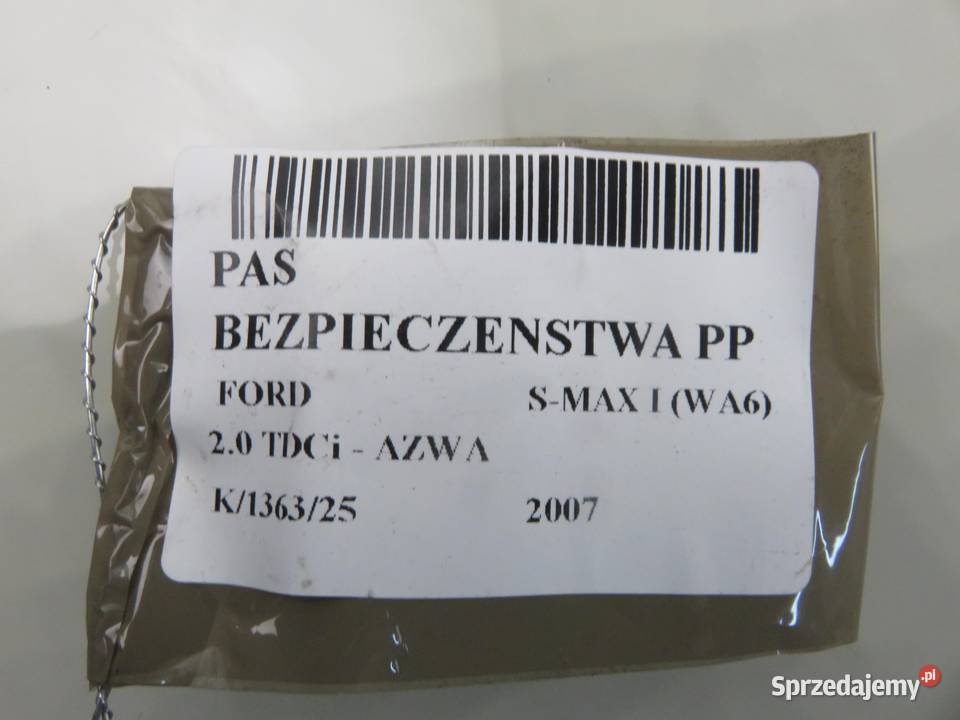 PAS
BEZPIECZENSTWA PP
FORD S-MAX I (WA6)
2.0 TDCi - AZWA
K/1363/25 2007
Sprzedajemy.pl